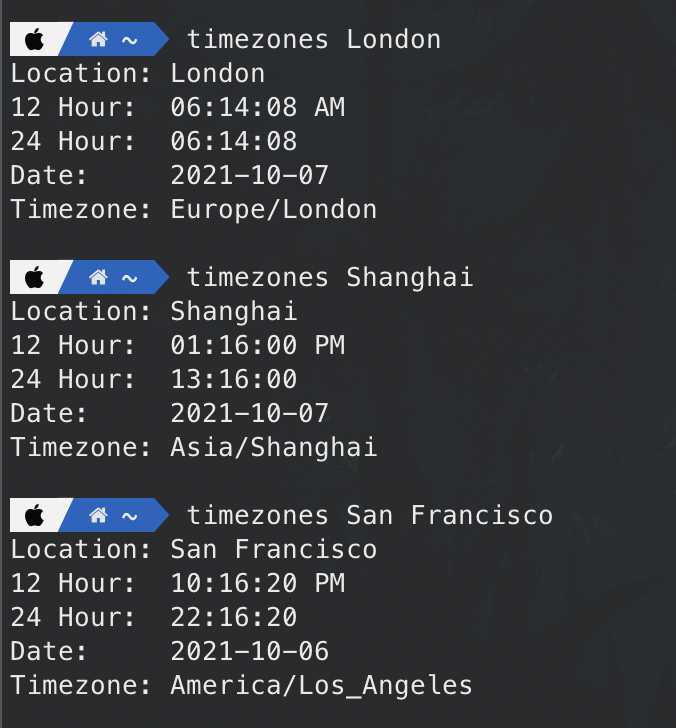 ~ timezones London
Location: London
12 Hour: 06:14:08 AM
24 Hour: 06:14:08
Date: 2021-10-07
Timezone: Europe/London
~ timezones Shanghai
Location: Shanghai
12 Hour: 01:16:00 PM
24 Hour: 13:16:00
Date: 2021-10-07
Timezone: Asia/Shanghai
~ timezones San Francisco
Location: San Francisco
12 Hour: 10:16:20 PM
24 Hour: 22:16:20
Date: 2021-10-06
Timezone: America/Los_Angeles